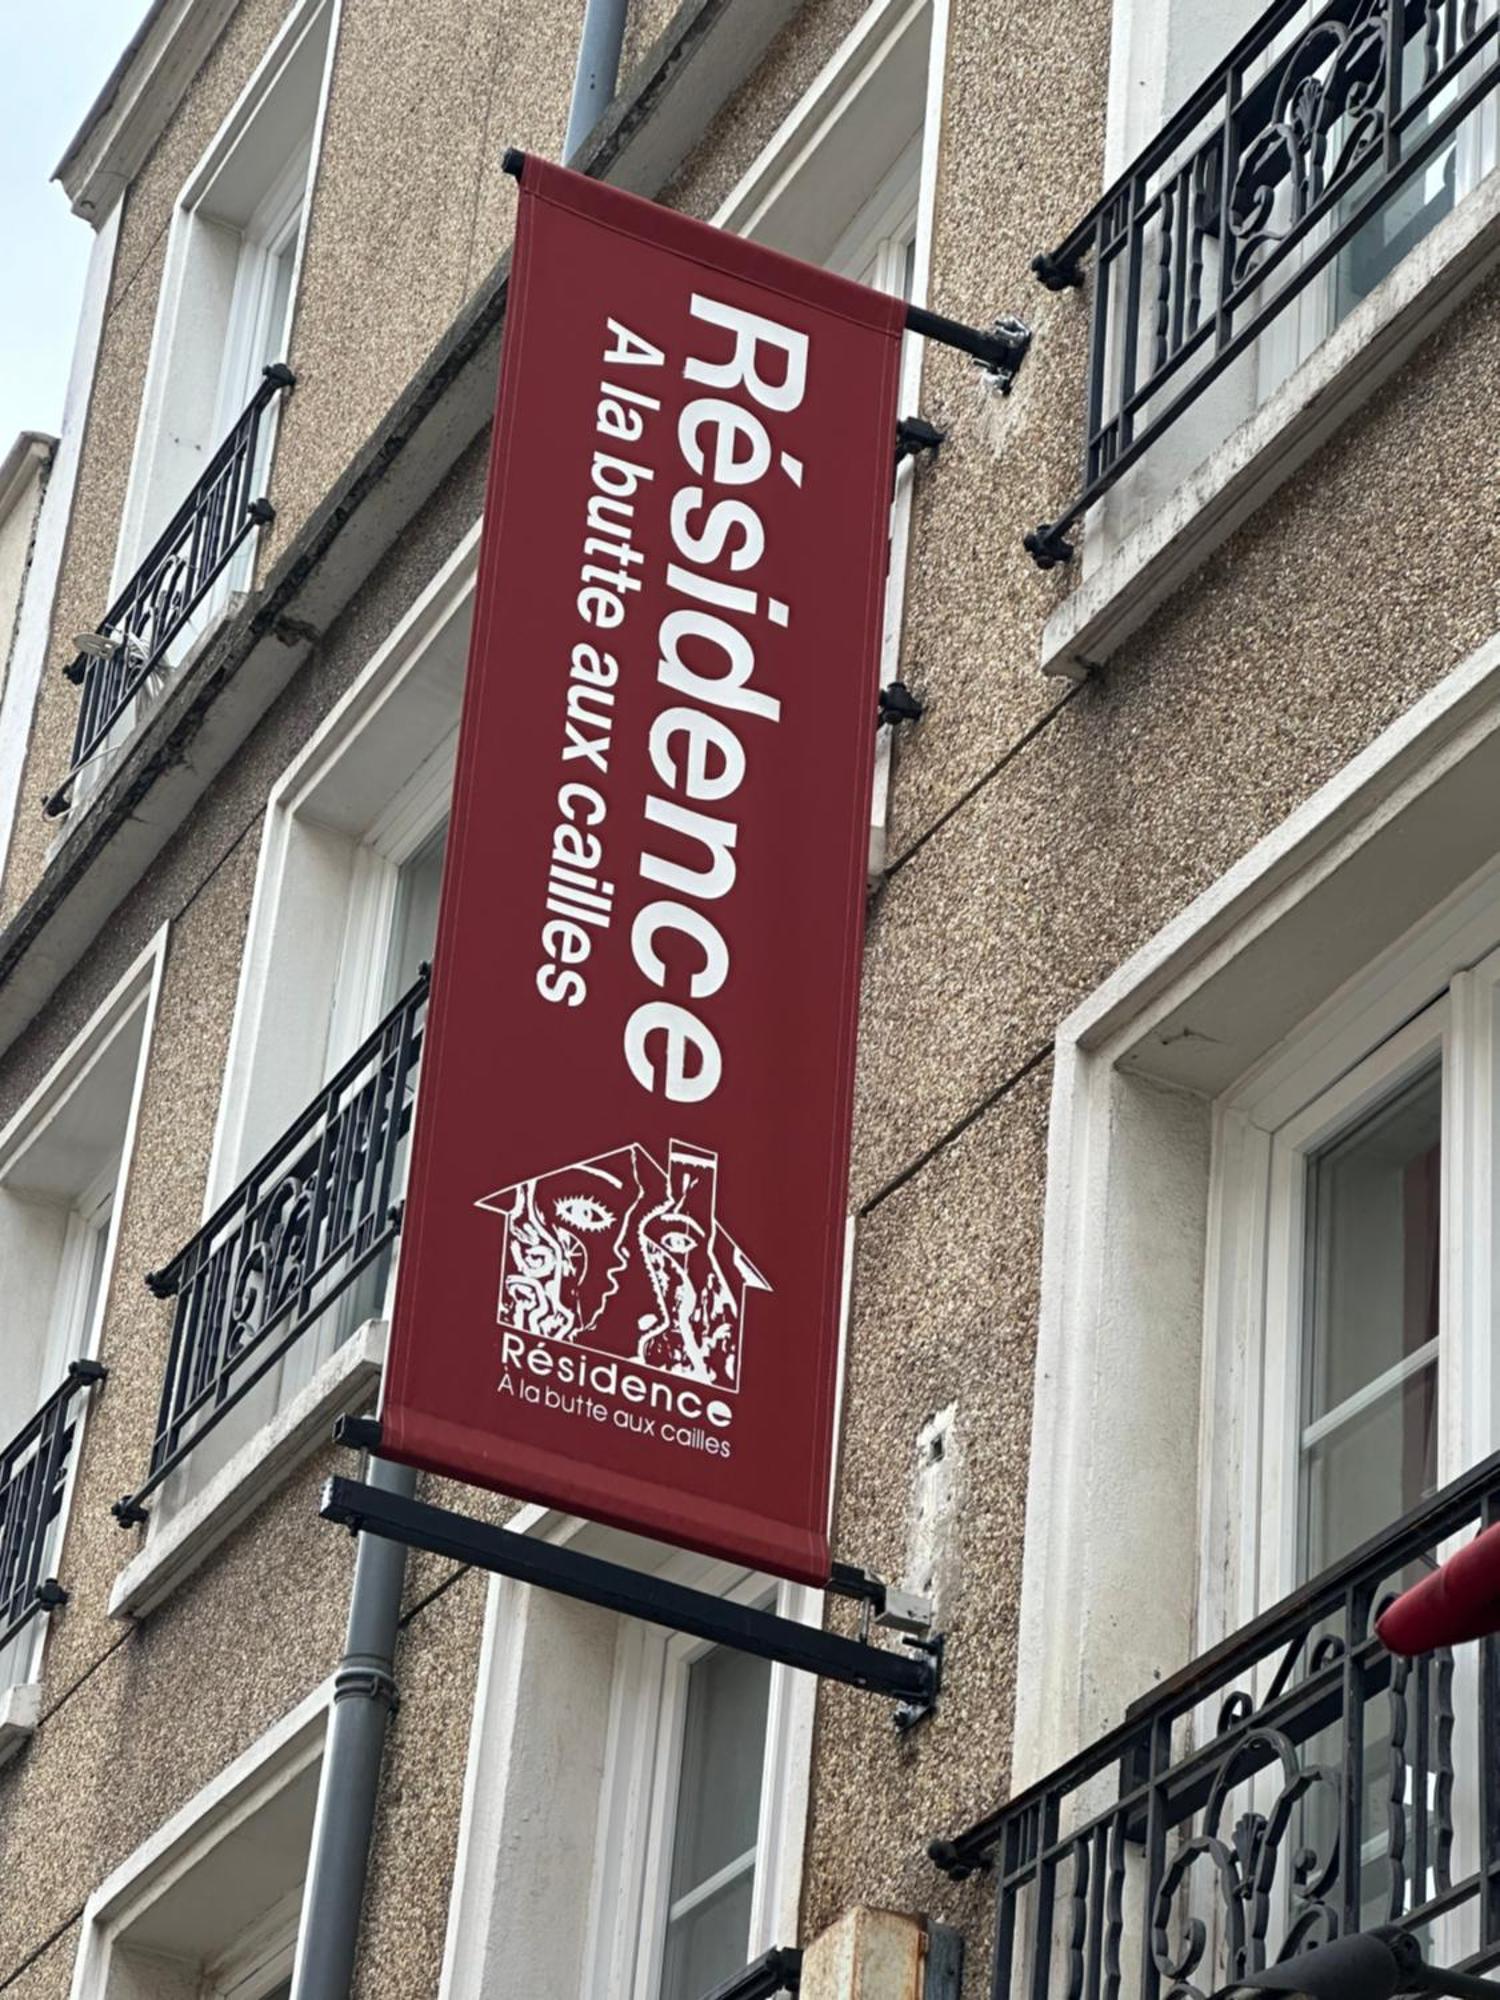 Résidence
A la butte aux cailles
Résidence
À la butte aux cailles